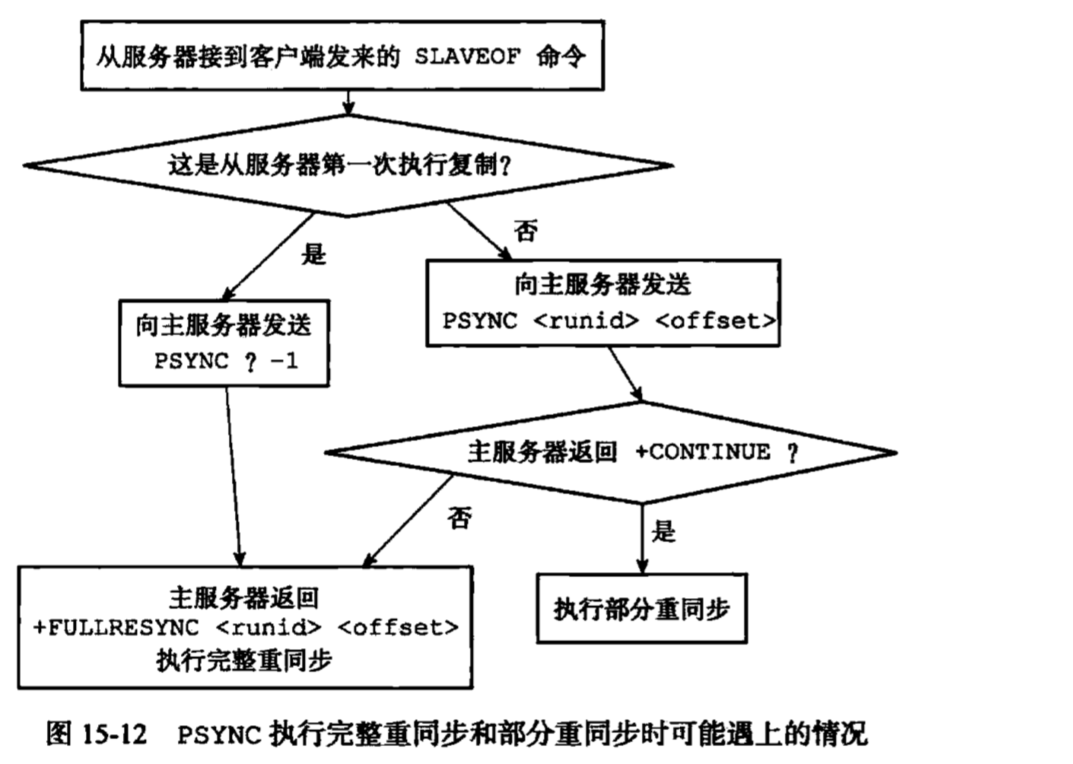 从服务器接到客户端发来的 SLAVEOF 命令
这是从服务器第一次执行复制？
是
否
向主服务器发送
PSYNC ? -1
向主服务器发送
PSYNC <runid> <offset>
主服务器返回 +CONTINUE ？
否
是
主服务器返回
+FULLRESYNC <runid> <offset>
执行完整重同步
执行部分重同步
图 15-12 PSYNC 执行完整重同步和部分重同步时可能遇上的情况